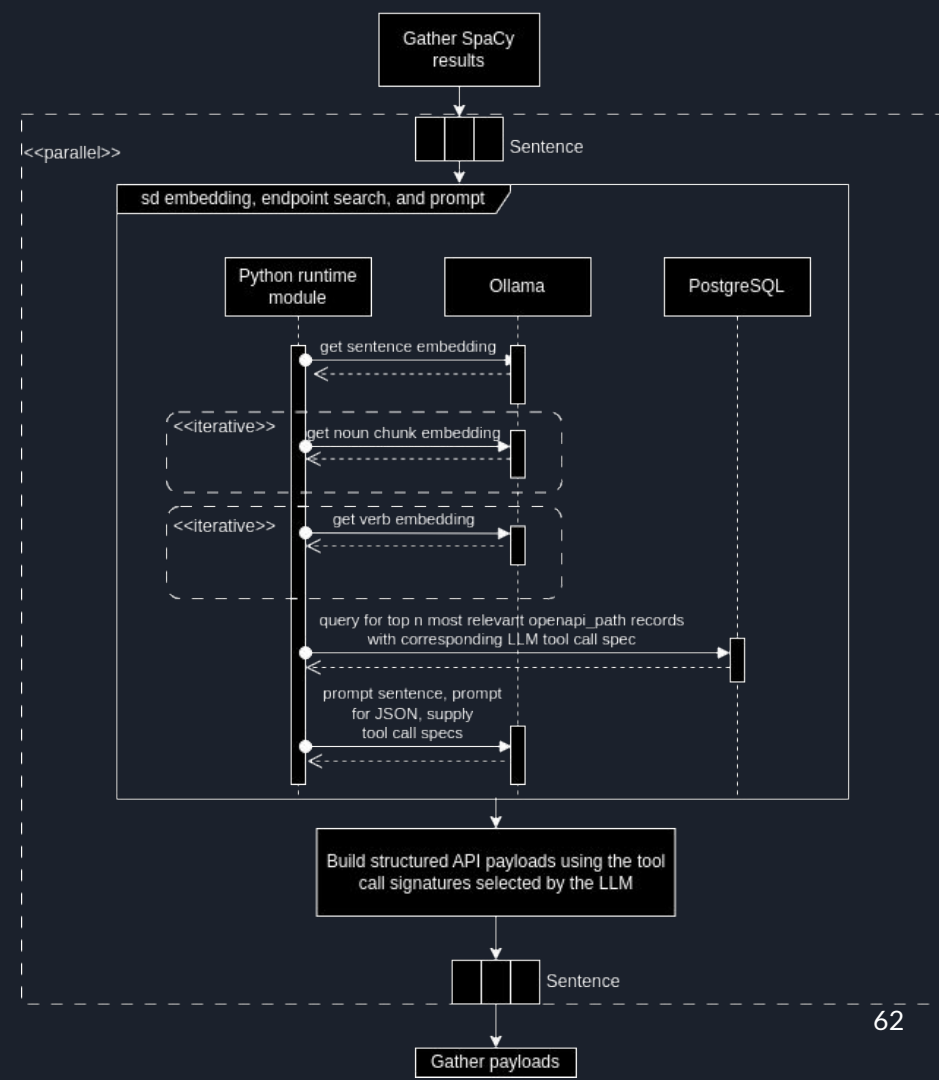 Gather SpaCy
results
<<parallel>>
Sentence
sd embedding, endpoint search, and prompt
Python runtime
module
Ollama
PostgreSQL
get sentence embedding
<<iterative>>
get noun chunk embedding
<<iterative>>
get verb embedding
query for top n most relevant openapi_path records
with corresponding LLM tool call spec
prompt sentence, prompt
for JSON, supply
tool call specs
Build structured API payloads using the tool
call signatures selected by the LLM
Sentence
62
Gather payloads